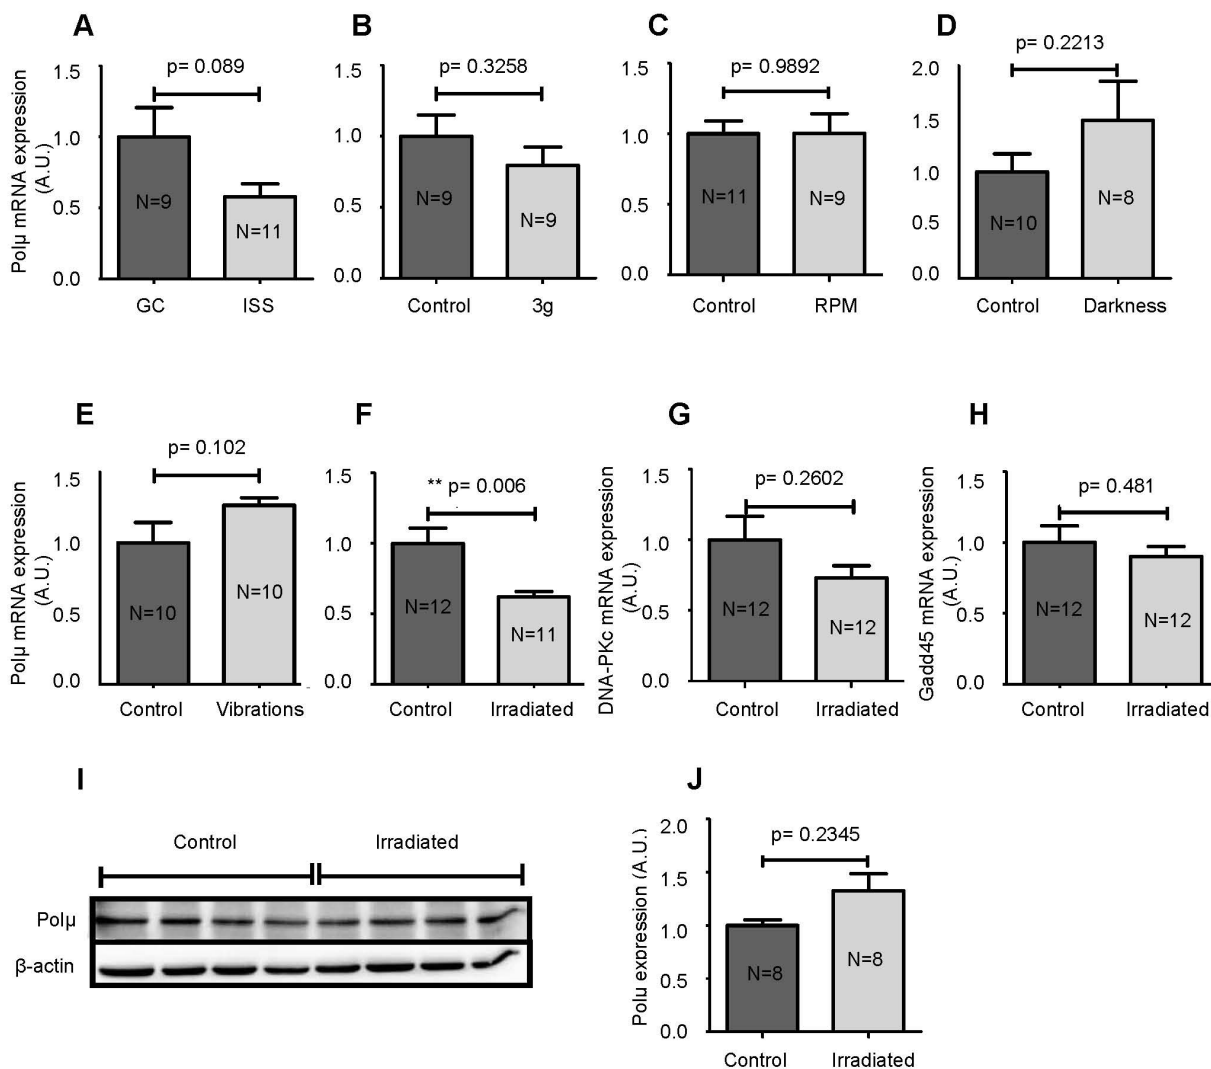 A
B
C
D
p= 0.089
p= 0.3258
p= 0.9892
p= 0.2213
Polµ mRNA expression
(A.U.)
1.5
1.0
0.5
0.0
N=9
N=11
GC
ISS
1.5
1.0
0.5
0.0
N=9
N=9
Control
3g
1.5
1.0
0.5
0.0
N=11
N=9
Control
RPM
2.0
1.5
1.0
0.5
0.0
N=10
N=8
Control
Darkness
E
F
G
H
p= 0.102
** p= 0.006
p= 0.2602
p= 0.481
Polµ mRNA expression
(A.U.)
1.5
1.0
0.5
0.0
N=10
N=10
Control
Vibrations
1.5
1.0
0.5
0.0
N=12
N=11
Control
Irradiated
DNA-PKc mRNA expression
(A.U.)
1.5
1.0
0.5
0.0
N=12
N=12
Control
Irradiated
Gadd45 mRNA expression
(A.U.)
1.5
1.0
0.5
0.0
N=12
N=12
Control
Irradiated
I
Control
Irradiated
Polµ
β-actin
J
p= 0.2345
Polµ expression (A.U.)
2.0
1.5
1.0
0.5
0.0
N=8
N=8
Control
Irradiated